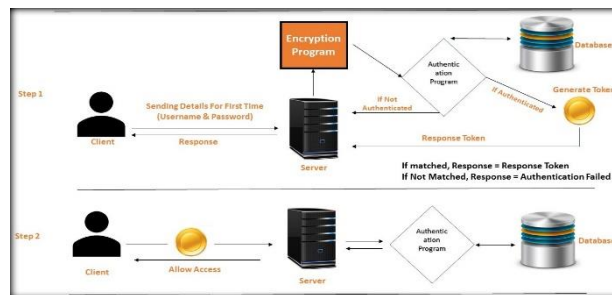 Step 1
Encryption
Program
Sending Details For First Time
(Username & Password)
Response
Client
Server
If Not
Authenticated
Authentic
ation
Program
Database
If Authenticated
Generate Token
Response Token
If matched, Response = Response Token
If Not Matched, Response = Authentication Failed
Step 2
Client
Allow Access
Server
Authentic
ation
Program
Database